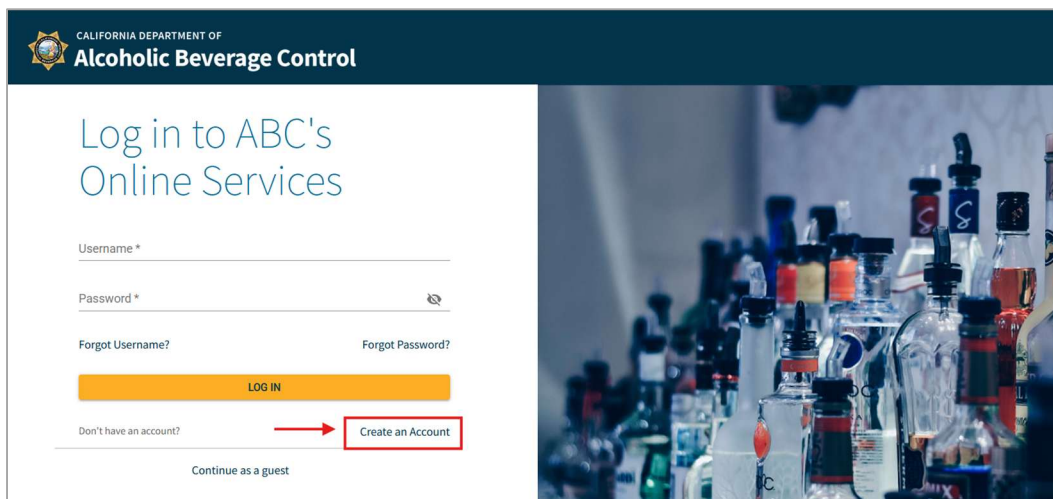 CALIFORNIA DEPARTMENT OF
Alcoholic Beverage Control
Log in to ABC's
Online Services
Username *
Password *
Forgot Username? Forgot Password?
LOG IN
Don't have an account? Create an Account
Continue as a guest